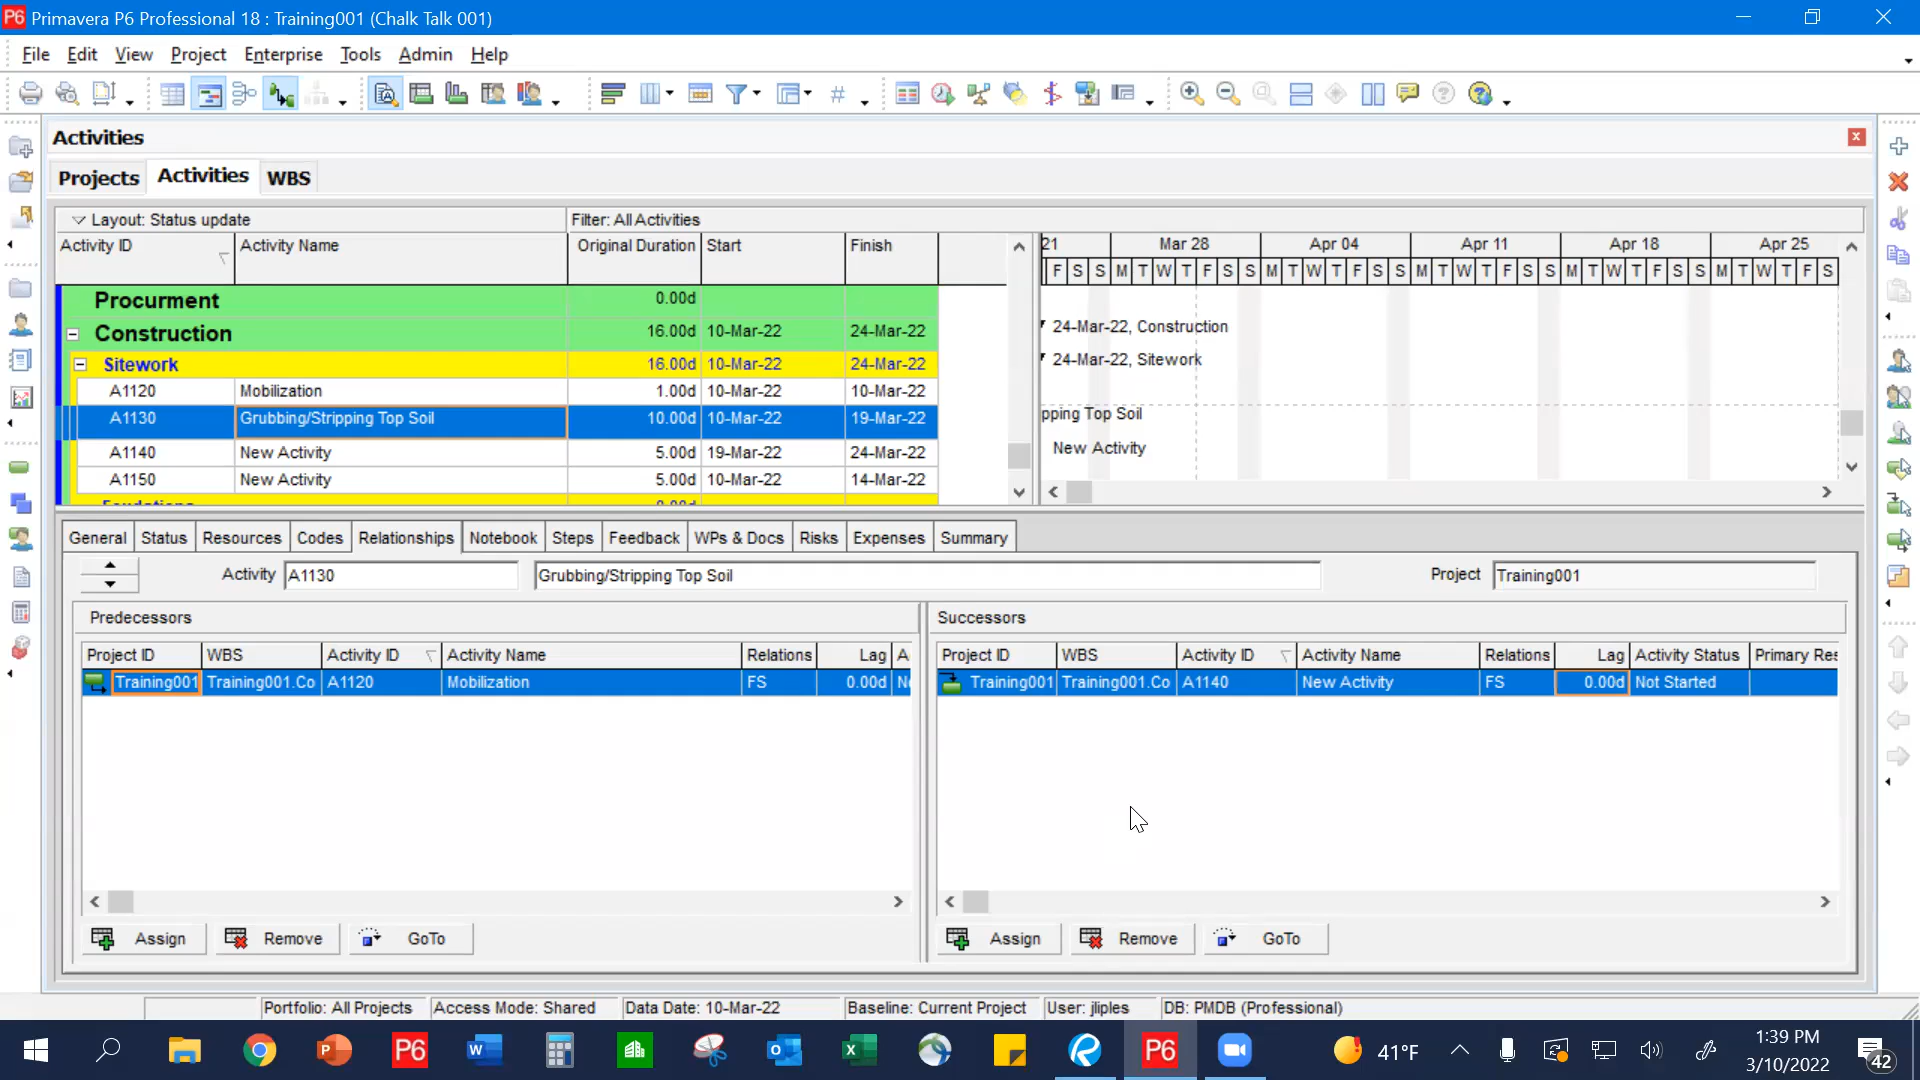 P6 Primavera P6 Professional 18 : Training001 (Chalk Talk 001)
File Edit View Project Enterprise Tools Admin Help
Activities
Projects Activities WBS
Layout: Status update Filter: All Activities
Activity ID Activity Name Original Duration Start Finish
21 Mar 28 Apr 04 Apr 11 Apr 18 Apr 25
F S S M T W T F S S M T W T F S S M T W T F S S M T W T F S S M T W T F S
Procurment 0.00d
Construction 16.00d 10-Mar-22 24-Mar-22 24-Mar-22, Construction
Sitework 16.00d 10-Mar-22 24-Mar-22 24-Mar-22, Sitework
A1120 Mobilization 1.00d 10-Mar-22 10-Mar-22
A1130 Grubbing/Stripping Top Soil 10.00d 10-Mar-22 19-Mar-22 pping Top Soil
A1140 New Activity 5.00d 19-Mar-22 24-Mar-22 New Activity
A1150 New Activity 5.00d 10-Mar-22 14-Mar-22
General Status Resources Codes Relationships Notebook Steps Feedback WPs & Docs Risks Expenses Summary
Activity A1130 Grubbing/Stripping Top Soil Project Training001
Predecessors Successors
Project ID WBS Activity ID Activity Name Relations Lag A
Training001 Training001.Co A1120 Mobilization FS 0.00d
Project ID WBS Activity ID Activity Name Relations Lag Activity Status Primary Res
Training001 Training001.Co A1140 New Activity FS 0.00d Not Started
Assign Remove GoTo Assign Remove GoTo
Portfolio: All Projects Access Mode: Shared Data Date: 10-Mar-22 Baseline: Current Project User: jliples DB: PMDB (Professional)
41°F 1:39 PM
3/10/2022
42